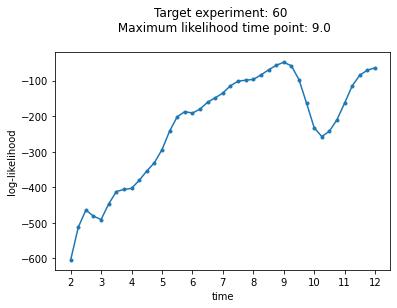 Target experiment: 60
Maximum likelihood time point: 9.0
−100
−200
−300
−400
−500
−600
log-likelihood
2 3 4 5 6 7 8 9 10 11 12
time